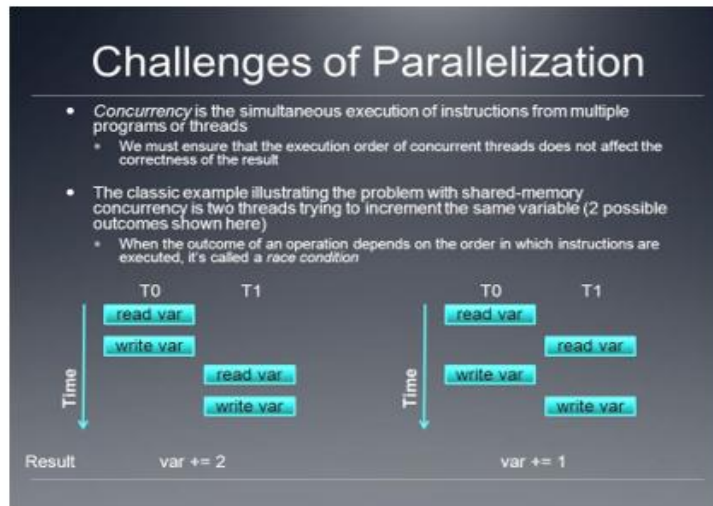 Challenges of Parallelization
• Concurrency is the simultaneous execution of instructions from multiple
programs or threads
• We must ensure that the execution order of concurrent threads does not affect the
correctness of the result
• The classic example illustrating the problem with shared-memory
concurrency is two threads trying to increment the same variable (2 possible
outcomes shown here)
• When the outcome of an operation depends on the order in which instructions are
executed, it's called a race condition
T0 T1
read var
write var
read var
write var
Time
T0 T1
read var
read var
write var
write var
Time
Result var += 2 var += 1